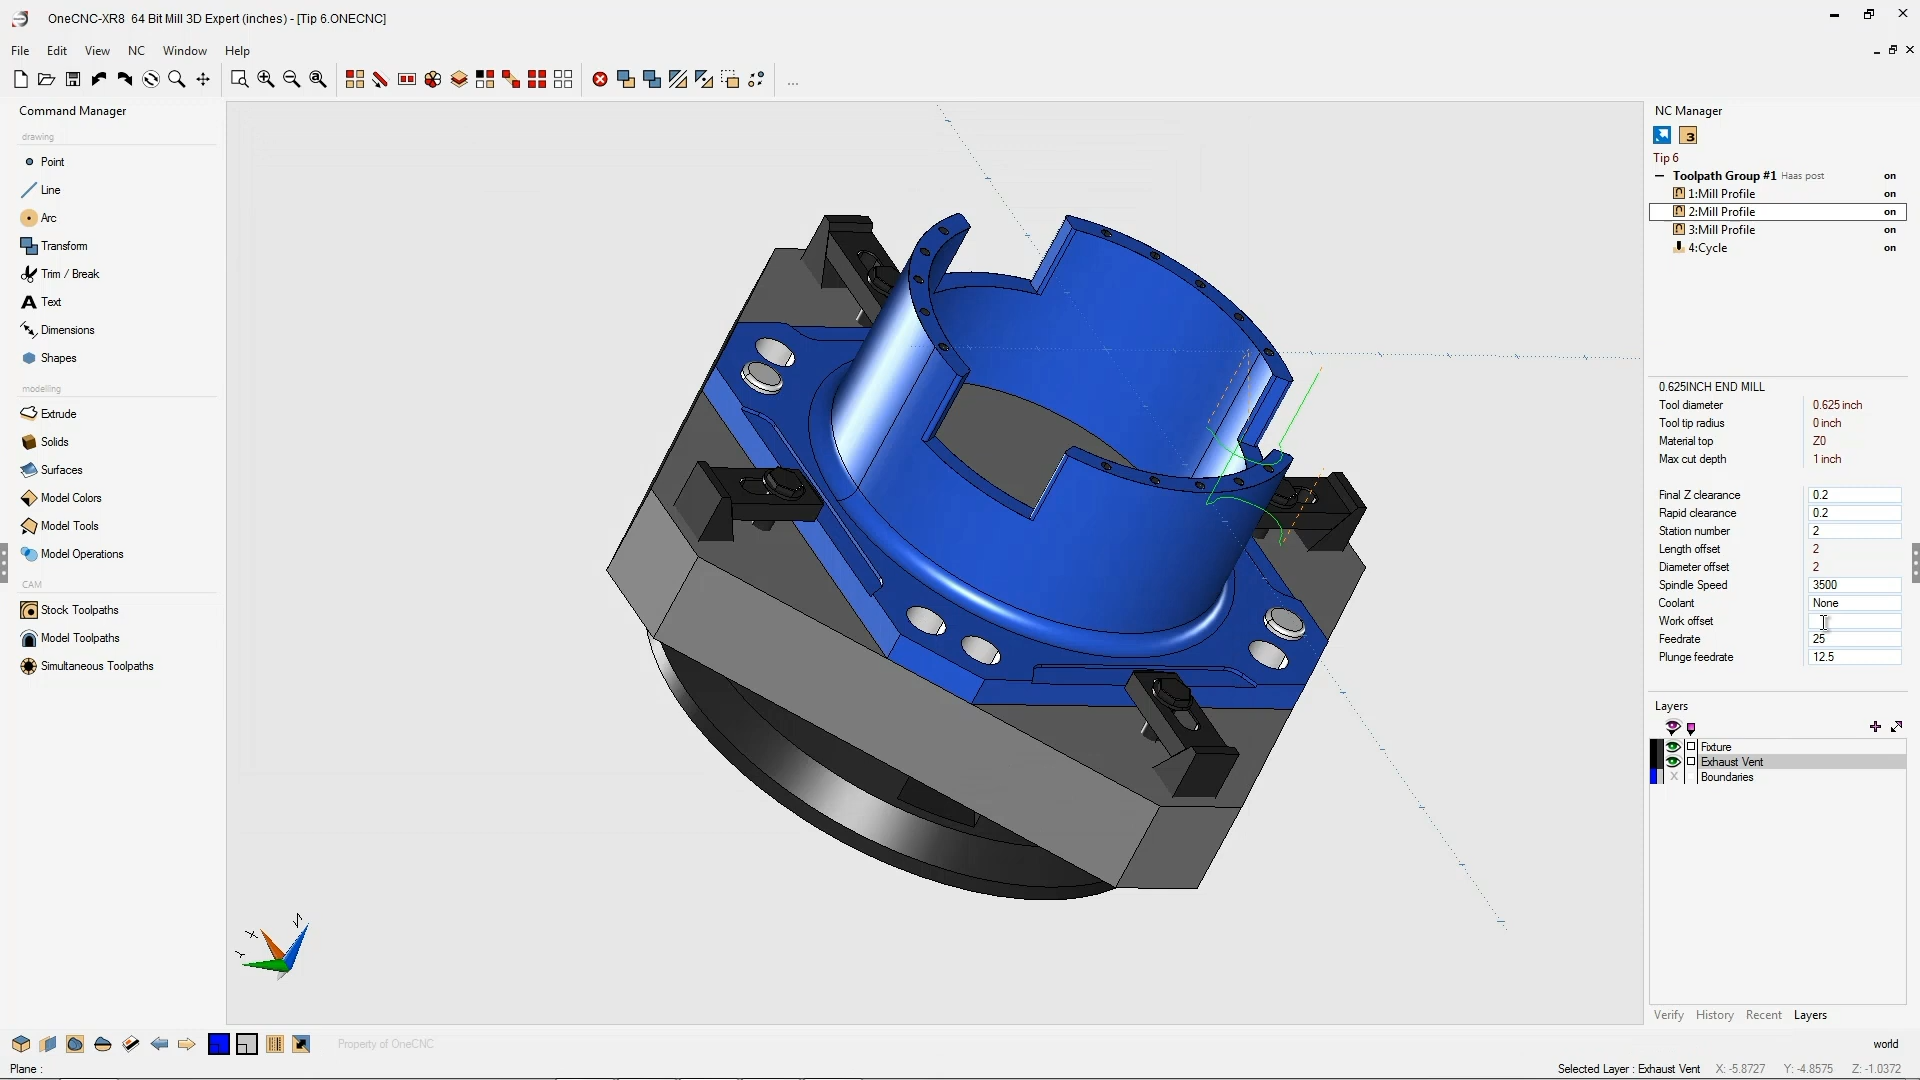 OneCNC-XR8 64 Bit Mill 3D Expert (inches) - [Tip 6.ONECNC]
File Edit View NC Window Help
...
Command Manager
drawing
Point
Line
Arc
Transform
Trim / Break
Text
Dimensions
Shapes
modelling
Extrude
Solids
Surfaces
Model Colors
Model Tools
Model Operations
CAM
Stock Toolpaths
Model Toolpaths
Simultaneous Toolpaths
Z
X
Y
NC Manager
3
Tip 6
Toolpath Group #1 Haas post on
1:Mill Profile on
2:Mill Profile on
3:Mill Profile on
4:Cycle on
0.625INCH END MILL
Tool diameter 0.625 inch
Tool tip radius 0 inch
Material top Z0
Max cut depth 1 inch
Final Z clearance 0.2
Rapid clearance 0.2
Station number 2
Length offset 2
Diameter offset 2
Spindle Speed 3500
Coolant None
Work offset
Feedrate 25
Plunge feedrate 12.5
Layers
Fixture
Exhaust Vent
X Boundaries
Verify History Recent Layers
Property of OneCNC
world
Plane :
Selected Layer : Exhaust Vent X: -5.8727 Y: -4.8575 Z: -1.0372